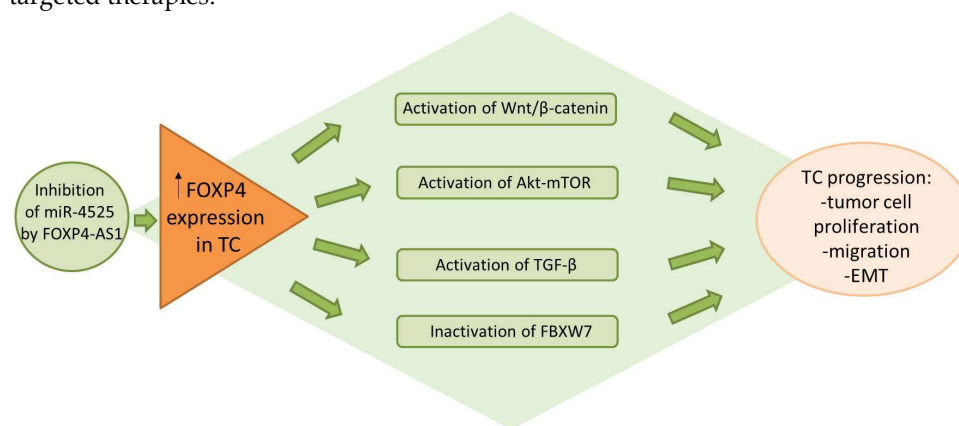 targeted therapies.
Activation of Wnt/β-catenin
Inhibition
of miR-4525
by FOXP4-AS1
↑FOXP4
expression
in TC
Activation of Akt-mTOR
Activation of TGF-β
Inactivation of FBXW7
TC progression:
-tumor cell
proliferation
-migration
-EMT